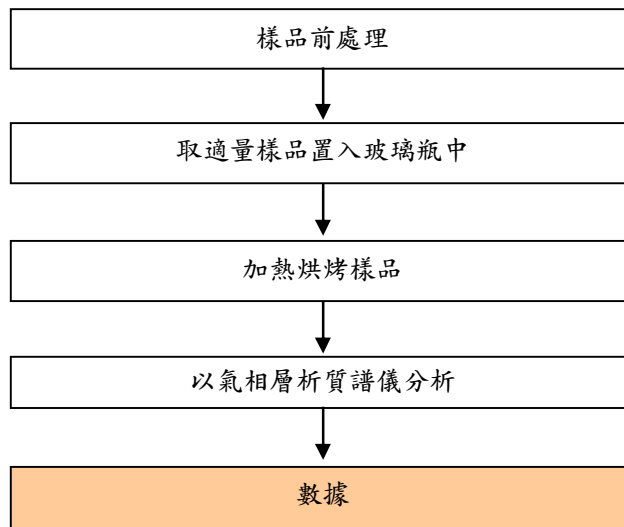 樣品前處理
取適量樣品置入玻璃瓶中
加熱烘烤樣品
以氣相層析質譜儀分析
數據